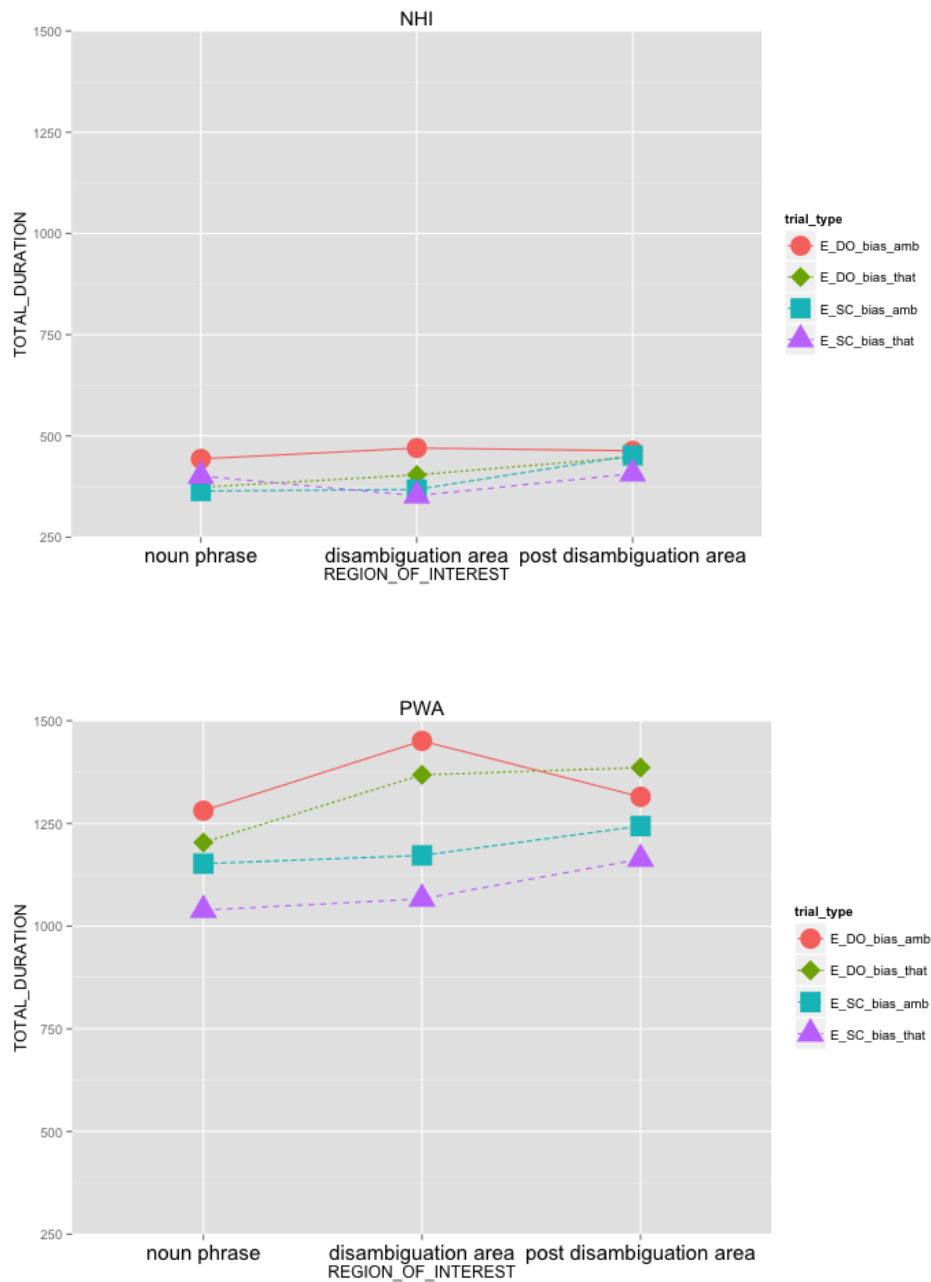 NHI
1500
1250
1000
750
500
250
TOTAL_DURATION
noun phrase disambiguation area post disambiguation area
REGION_OF_INTEREST
trial_type
E_DO_bias_amb
E_DO_bias_that
E_SC_bias_amb
E_SC_bias_that
PWA
1500
1250
1000
750
500
250
TOTAL_DURATION
noun phrase disambiguation area post disambiguation area
REGION_OF_INTEREST
trial_type
E_DO_bias_amb
E_DO_bias_that
E_SC_bias_amb
E_SC_bias_that